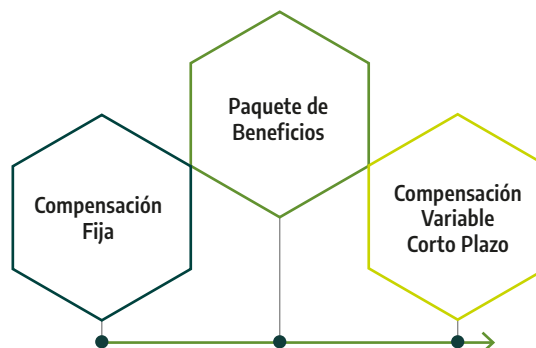 Compensación
Fija
Paquete de
Beneficios
Compensación
Variable
Corto Plazo